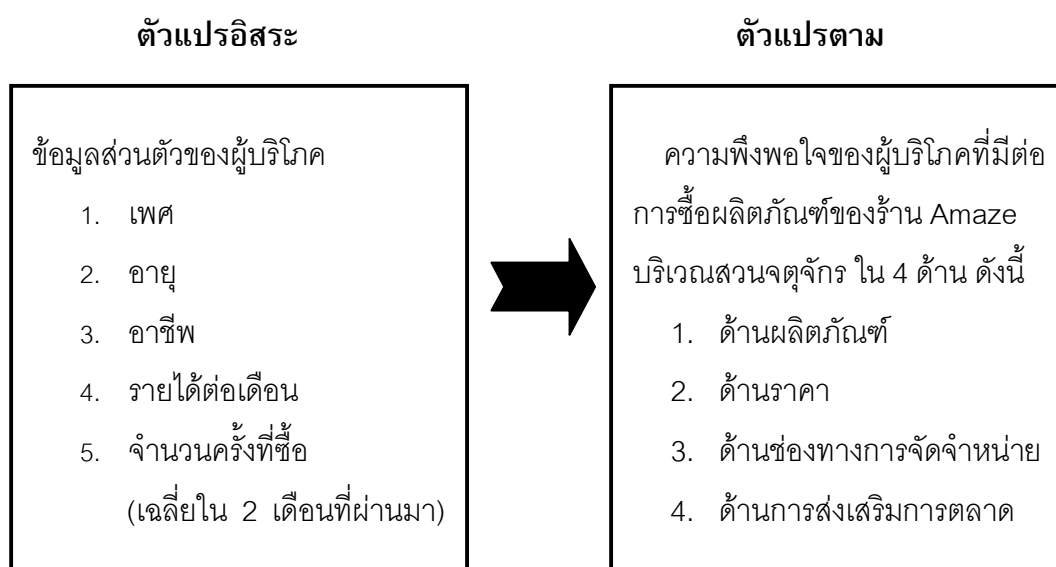 ตัวแปรอิสระ
ข้อมูลส่วนตัวของผู้บริโภค
1. เพศ
2. อายุ
3. อาชีพ
4. รายได้ต่อเดือน
5. จำนวนครั้งที่ซื้อ
(เฉลี่ยใน 2 เดือนที่ผ่านมา)
ตัวแปรตาม
ความพึงพอใจของผู้บริโภคที่มีต่อ
การซื้อผลิตภัณฑ์ของร้าน Amaze
บริเวณสวนจตุจักร ใน 4 ด้าน ดังนี้
1. ด้านผลิตภัณฑ์
2. ด้านราคา
3. ด้านช่องทางการจัดจำหน่าย
4. ด้านการส่งเสริมการตลาด